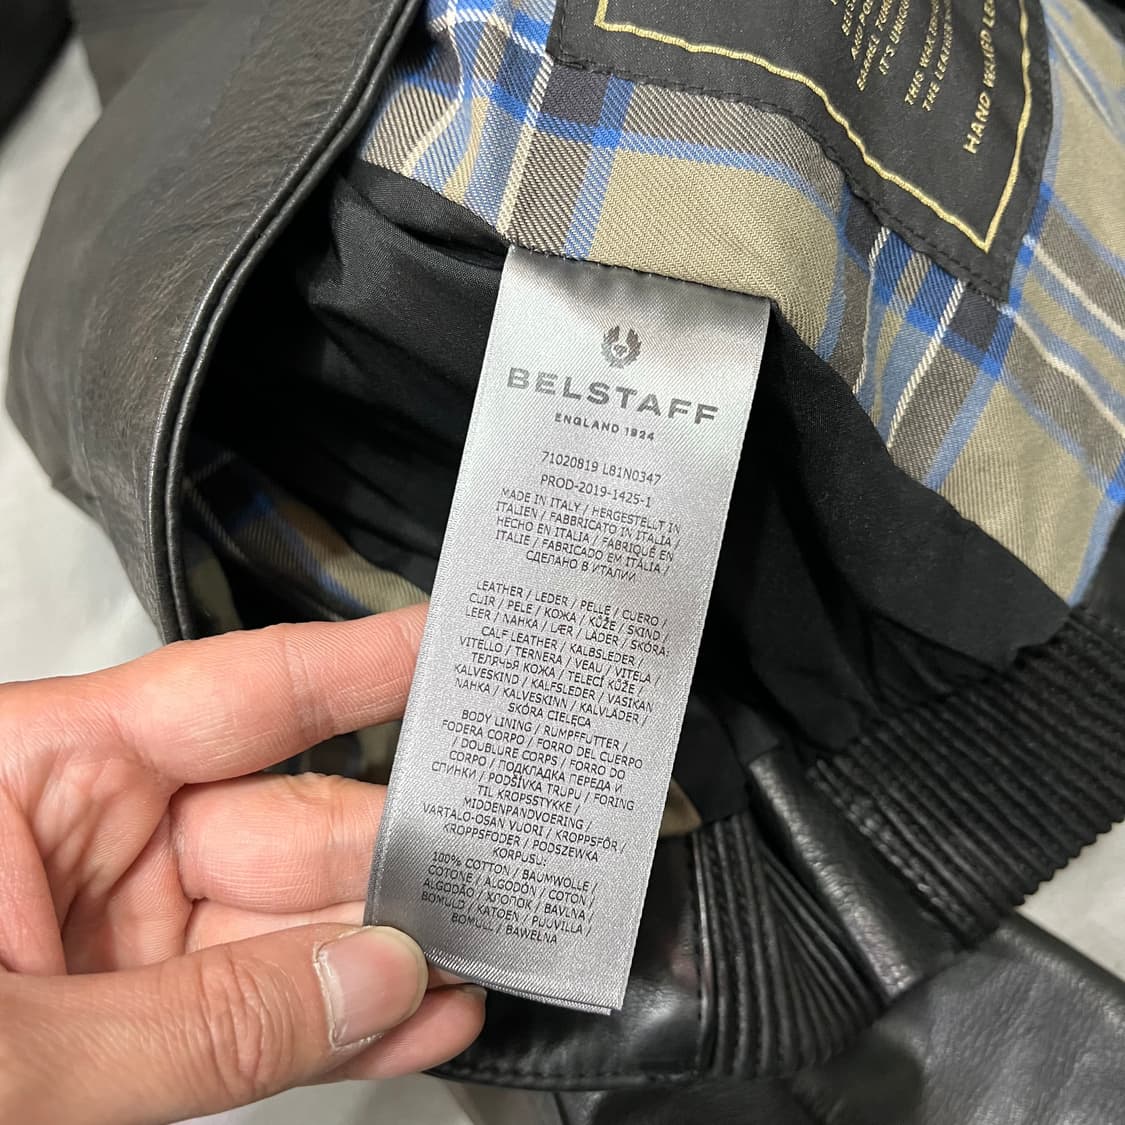 IT'S UNIQUE
THIS WAX
THE LEATHER
HAND WAXED
BELSTAFF
ENGLAND 1924
71020819 L81N0347
PROD-2019-1425-1
MADE IN ITALY / HERGESTELLT IN
ITALIEN / FABBRICATO IN ITALIA /
HECHO EN ITALIA / FABRIQUÉ EN
ITALIE / FABRICADO EM ITÁLIA /
СДЕЛАНО В ИТАЛИИ
LEATHER / LEDER / PELLE / CUERO /
CUIR / PELE / КОЖА / KŮŽE / SKIND /
LEER / NAHKA / LÆR / LÄDER / SKÓRA:
CALF LEATHER / KALBSLEDER /
VITELLO / TERNERA / VEAU / VITELA /
ТЕЛЯЧЬЯ КОЖА / TELECÍ KŮŽE /
KALVESKIND / KALFSLEDER / VASIKAN
NAHKA / KALVESKINN / KALVLÄDER /
SKÓRA CIELĘCA
BODY LINING / RUMPFFUTTER /
FODERA CORPO / FORRO DEL CUERPO
/ DOUBLURE CORPS / FORRO DO
CORPO / ПОДКЛАДКА ПЕРЕДА И
СПИНКИ / PODŠÍVKA TRUPU / FORING
TIL KROPSSTYKKE /
MIDDENPANDVOERING /
VARTALO-OSAN VUORI / KROPPSFÔR /
KROPPSFODER / PODSZEWKA
KORPUSU:
100% COTTON / BAUMWOLLE /
COTONE / ALGODÓN / COTON /
ALGODÃO / ХЛОПОК / BAVLNA /
BOMULD / KATOEN / PUUVILLA /
BOMULL / BAWEŁNA